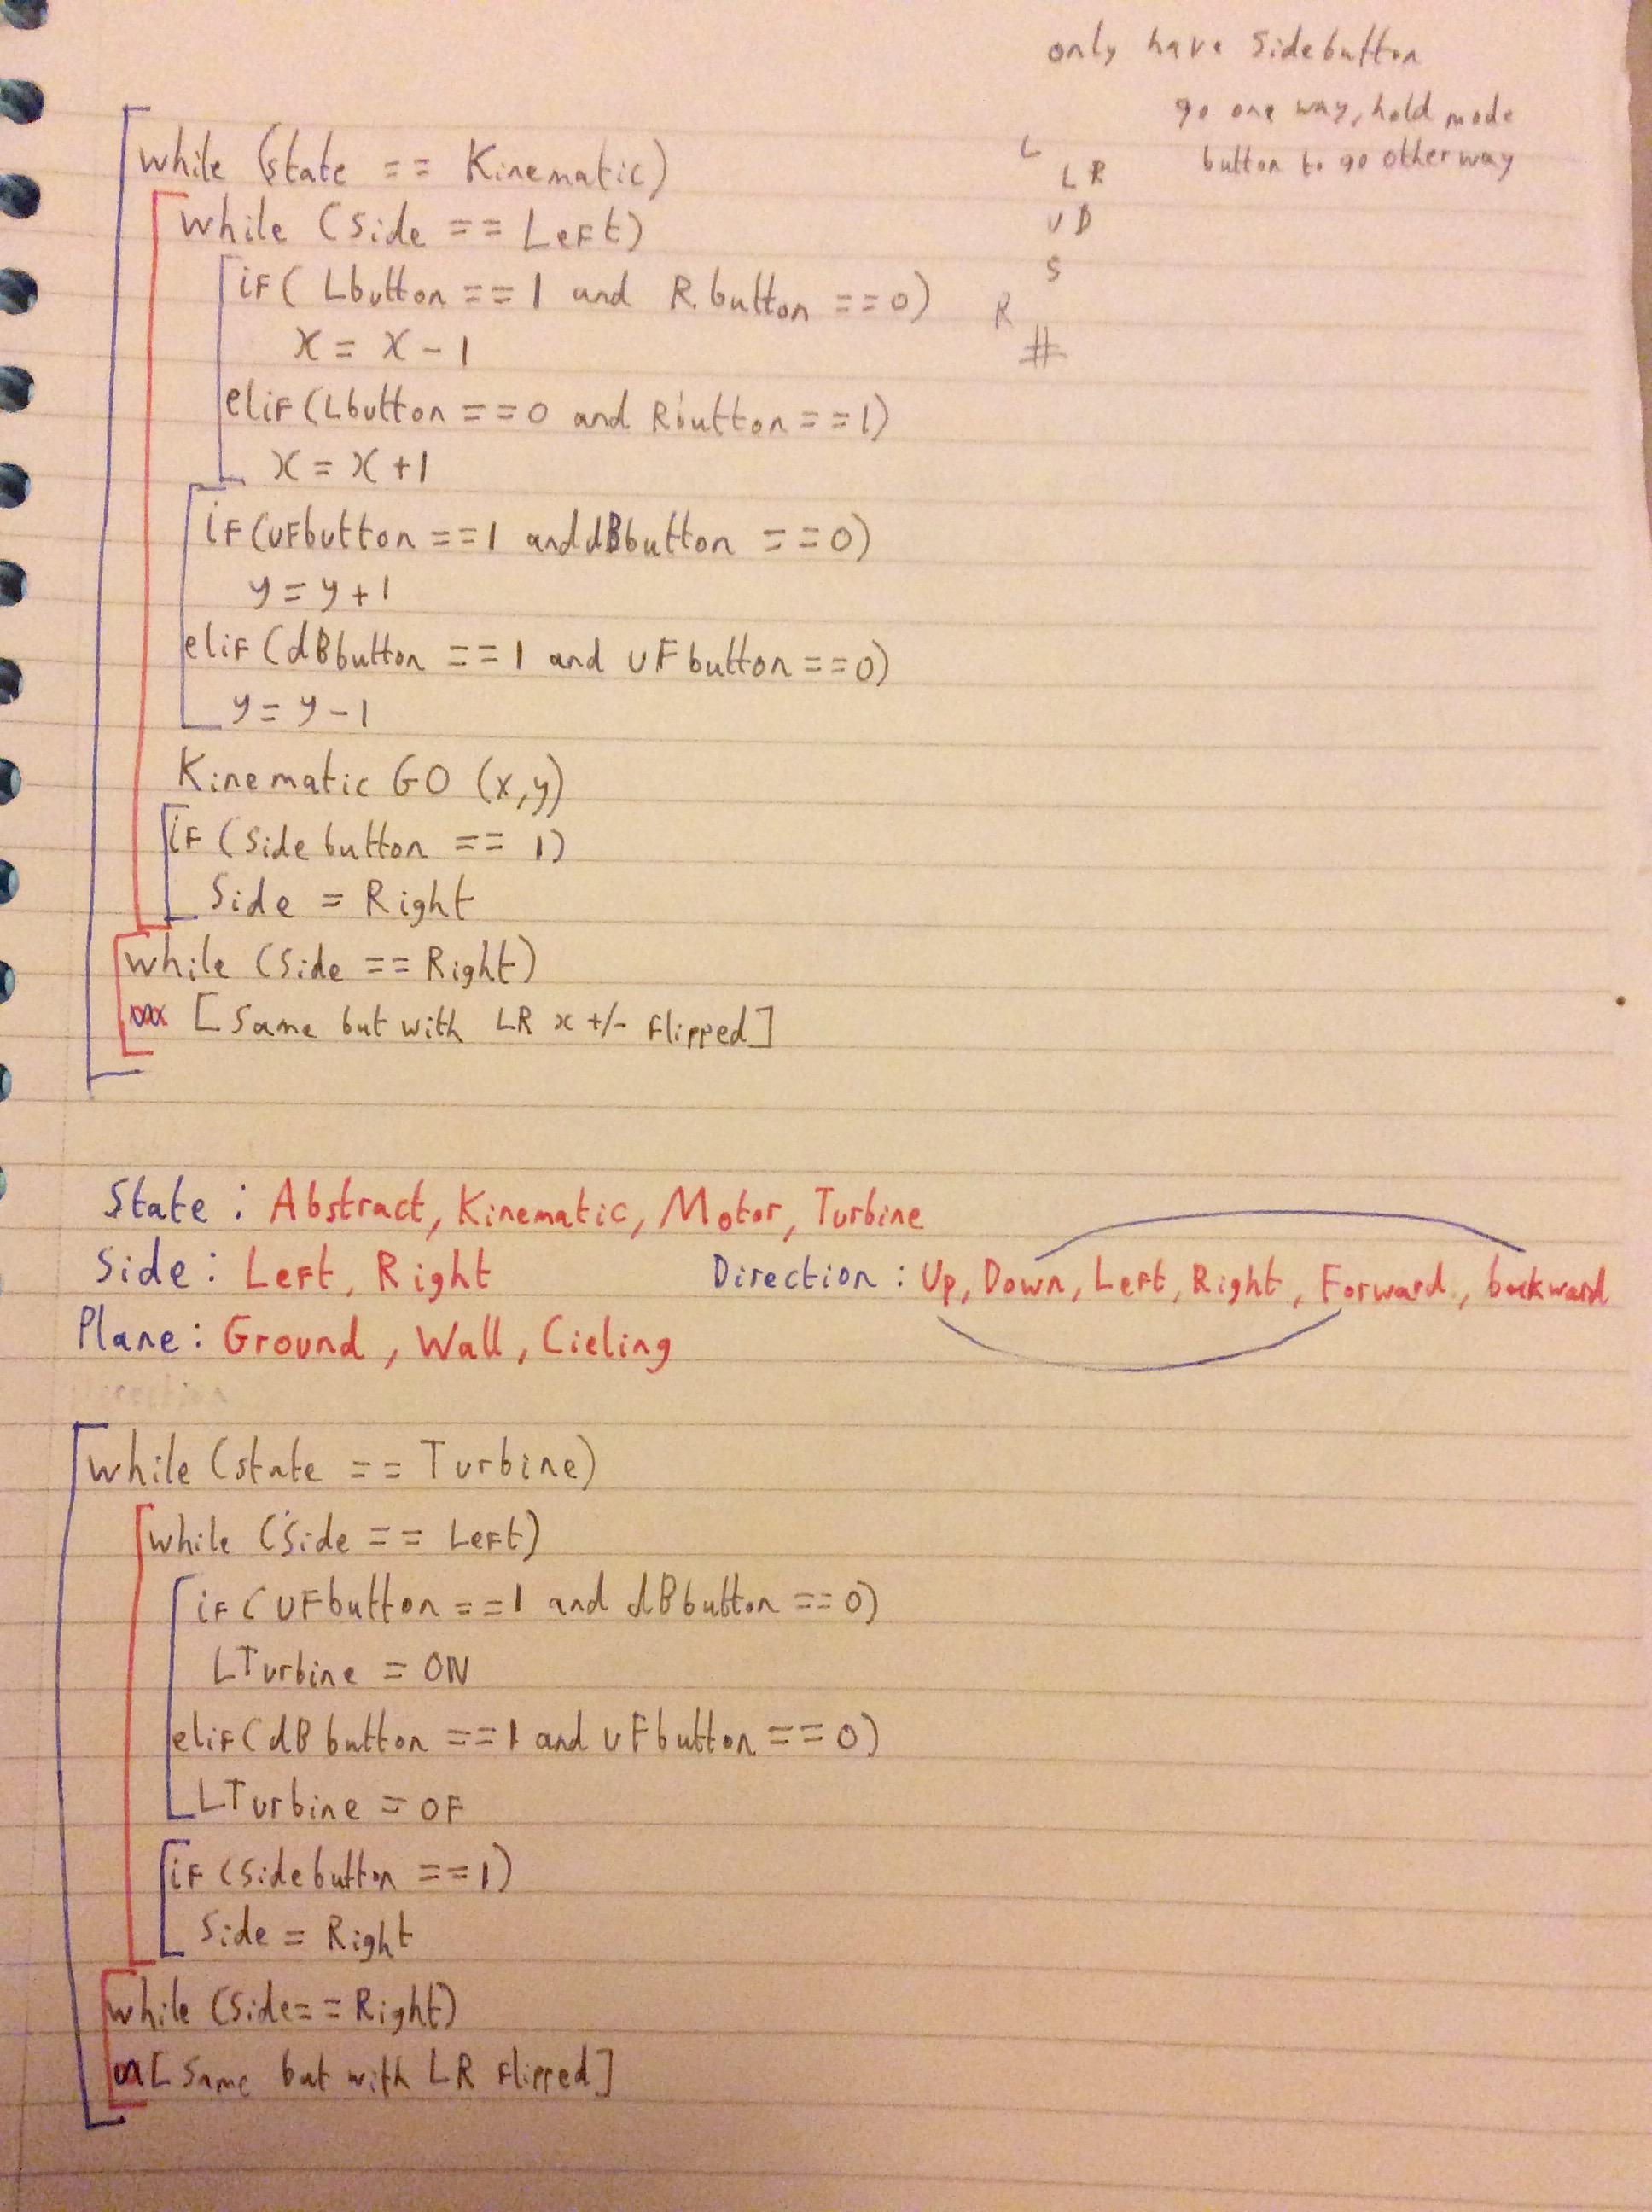 only have Sidebutton
go one way, hold mode
button to go other way
L
LR
UD
S
R
#
while (state == Kinematic)
while (Side == Left)
if( Lbutton == 1 and R.button == 0)
x = x - 1
elif(Lbutton == 0 and Rbutton == 1)
x = x + 1
if(UFbutton == 1 and dBbutton == 0)
y = y + 1
elif(dBbutton == 1 and UFbutton == 0)
y = y - 1
Kinematic GO (x,y)
if (Sidebutton == 1)
Side = Right
while (Side == Right)
[Same but with LR x +/- flipped]
State : Abstract, Kinematic, Motor, Turbine
Side : Left, Right
Direction : Up, Down, Left, Right, Forward, backward
Plane : Ground, Wall, Cieling
Direction
while (state == Turbine)
while (Side == Left)
if (UFbutton == 1 and dBbutton == 0)
LTurbine = ON
elif(dBbutton == 1 and UFbutton == 0)
LTurbine = OF
if (Sidebutton == 1)
Side = Right
while (Side == Right)
[Same but with LR flipped]